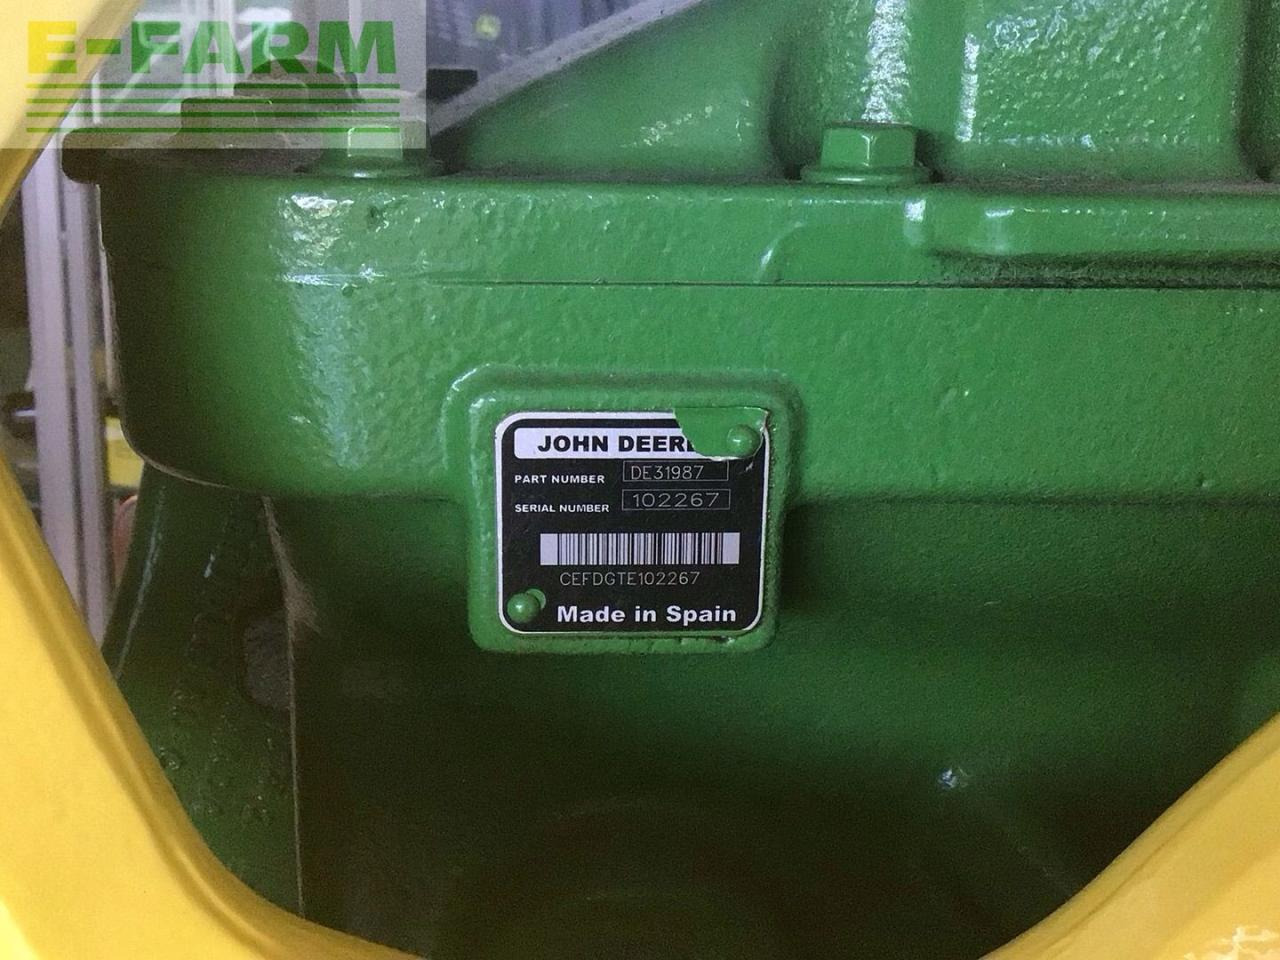 E-FARM
JOHN DEERE
PART NUMBER DE31987
SERIAL NUMBER 102267
CEFDGTE102267
Made in Spain